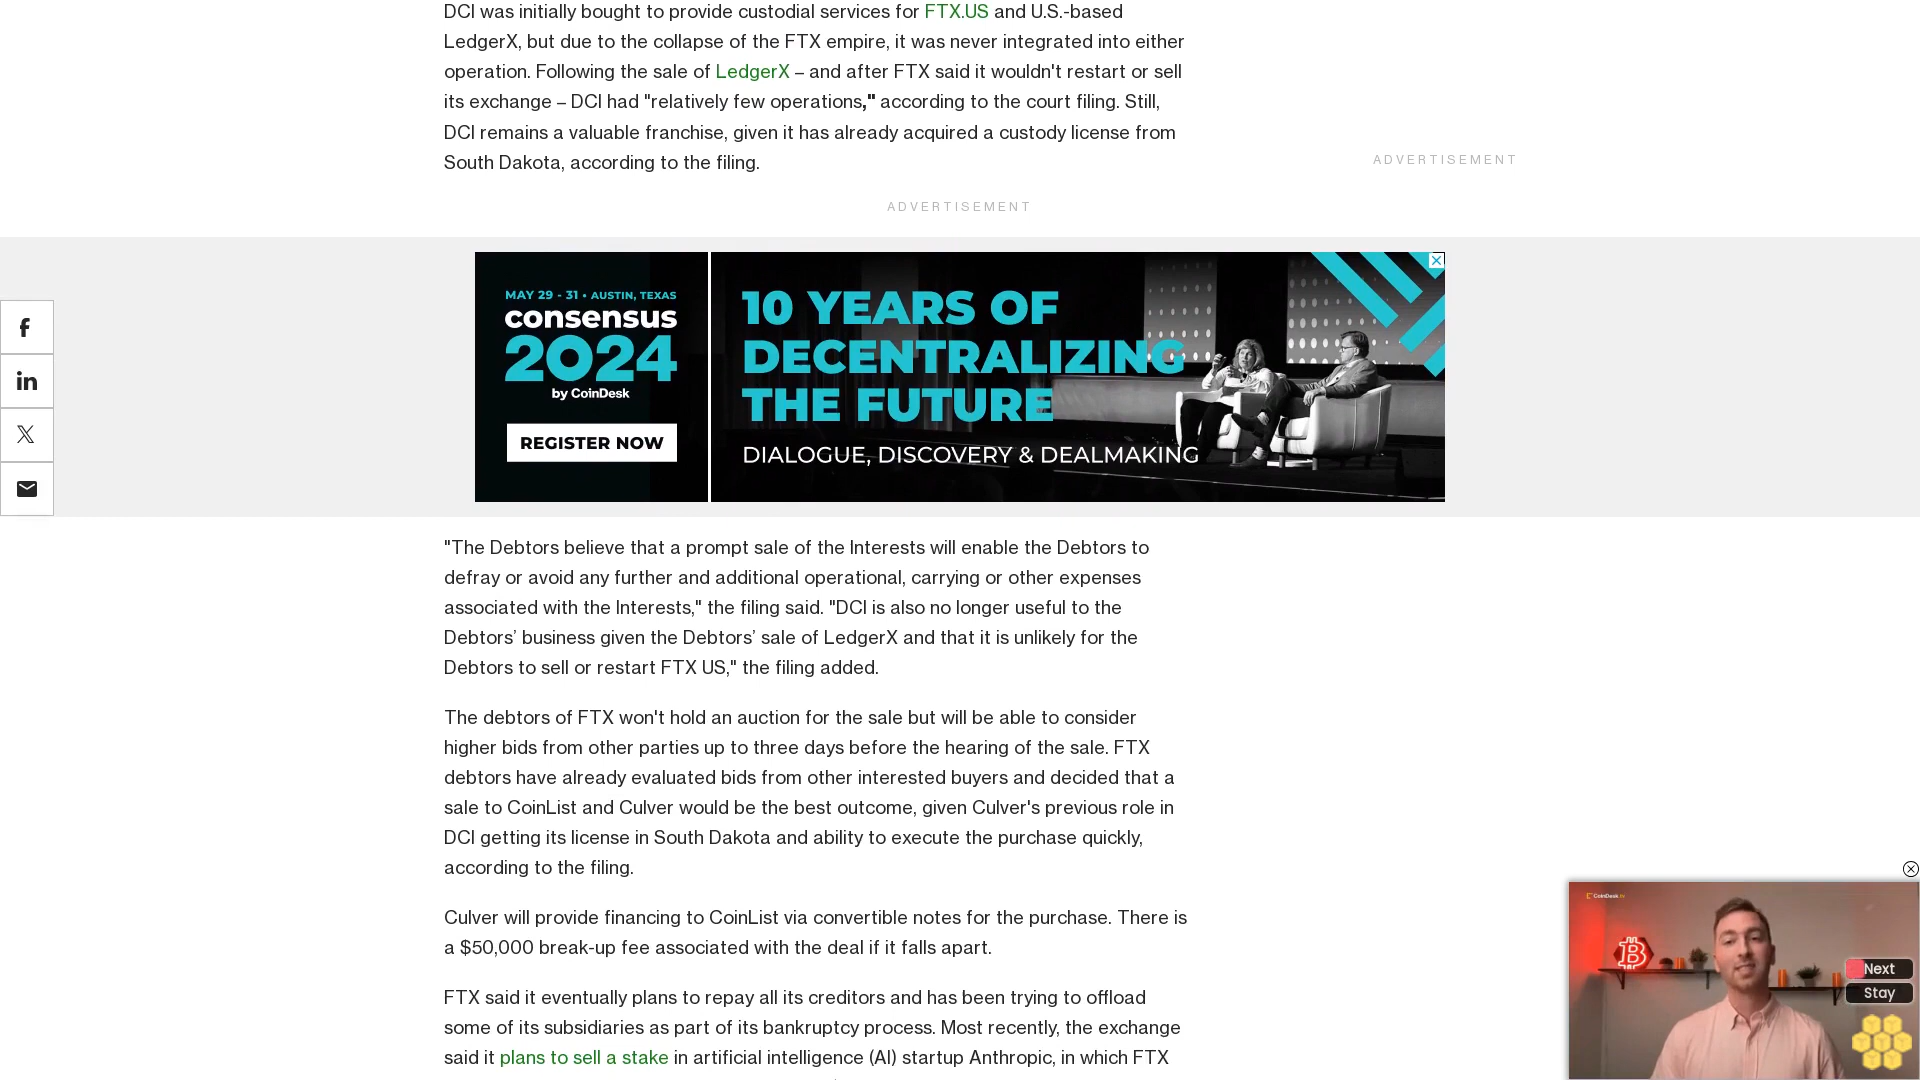 DCI was initially bought to provide custodial services for FTX.US and U.S.-based
LedgerX, but due to the collapse of the FTX empire, it was never integrated into either
operation. Following the sale of LedgerX – and after FTX said it wouldn't restart or sell
its exchange – DCI had "relatively few operations," according to the court filing. Still,
DCI remains a valuable franchise, given it has already acquired a custody license from
South Dakota, according to the filing.
ADVERTISEMENT
ADVERTISEMENT
MAY 29 - 31 • AUSTIN, TEXAS
consensus
2024
by CoinDesk
REGISTER NOW
10 YEARS OF
DECENTRALIZING
THE FUTURE
DIALOGUE, DISCOVERY & DEALMAKING
"The Debtors believe that a prompt sale of the Interests will enable the Debtors to
defray or avoid any further and additional operational, carrying or other expenses
associated with the Interests," the filing said. "DCI is also no longer useful to the
Debtors’ business given the Debtors’ sale of LedgerX and that it is unlikely for the
Debtors to sell or restart FTX US," the filing added.
The debtors of FTX won't hold an auction for the sale but will be able to consider
higher bids from other parties up to three days before the hearing of the sale. FTX
debtors have already evaluated bids from other interested buyers and decided that a
sale to CoinList and Culver would be the best outcome, given Culver's previous role in
DCI getting its license in South Dakota and ability to execute the purchase quickly,
according to the filing.
Culver will provide financing to CoinList via convertible notes for the purchase. There is
a $50,000 break-up fee associated with the deal if it falls apart.
FTX said it eventually plans to repay all its creditors and has been trying to offload
some of its subsidiaries as part of its bankruptcy process. Most recently, the exchange
said it plans to sell a stake in artificial intelligence (AI) startup Anthropic, in which FTX
CoinDesk
Next
Stay